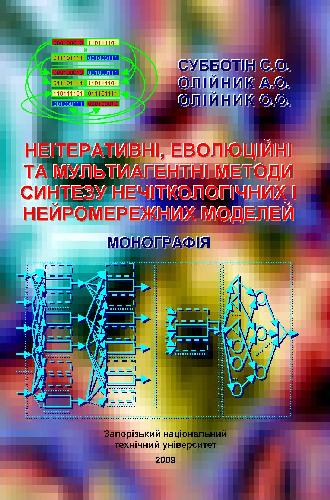 СУББОТІН С.О.
ОЛІЙНИК А.О.
ОЛІЙНИК О.О.
НЕІТЕРАТИВНІ, ЕВОЛЮЦІЙНІ
ТА МУЛЬТИАГЕНТНІ МЕТОДИ
СИНТЕЗУ НЕЧІТКОЛОГІЧНИХ І
НЕЙРОМЕРЕЖНИХ МОДЕЛЕЙ
МОНОГРАФІЯ
Запорізький національний
технічний університет
2009